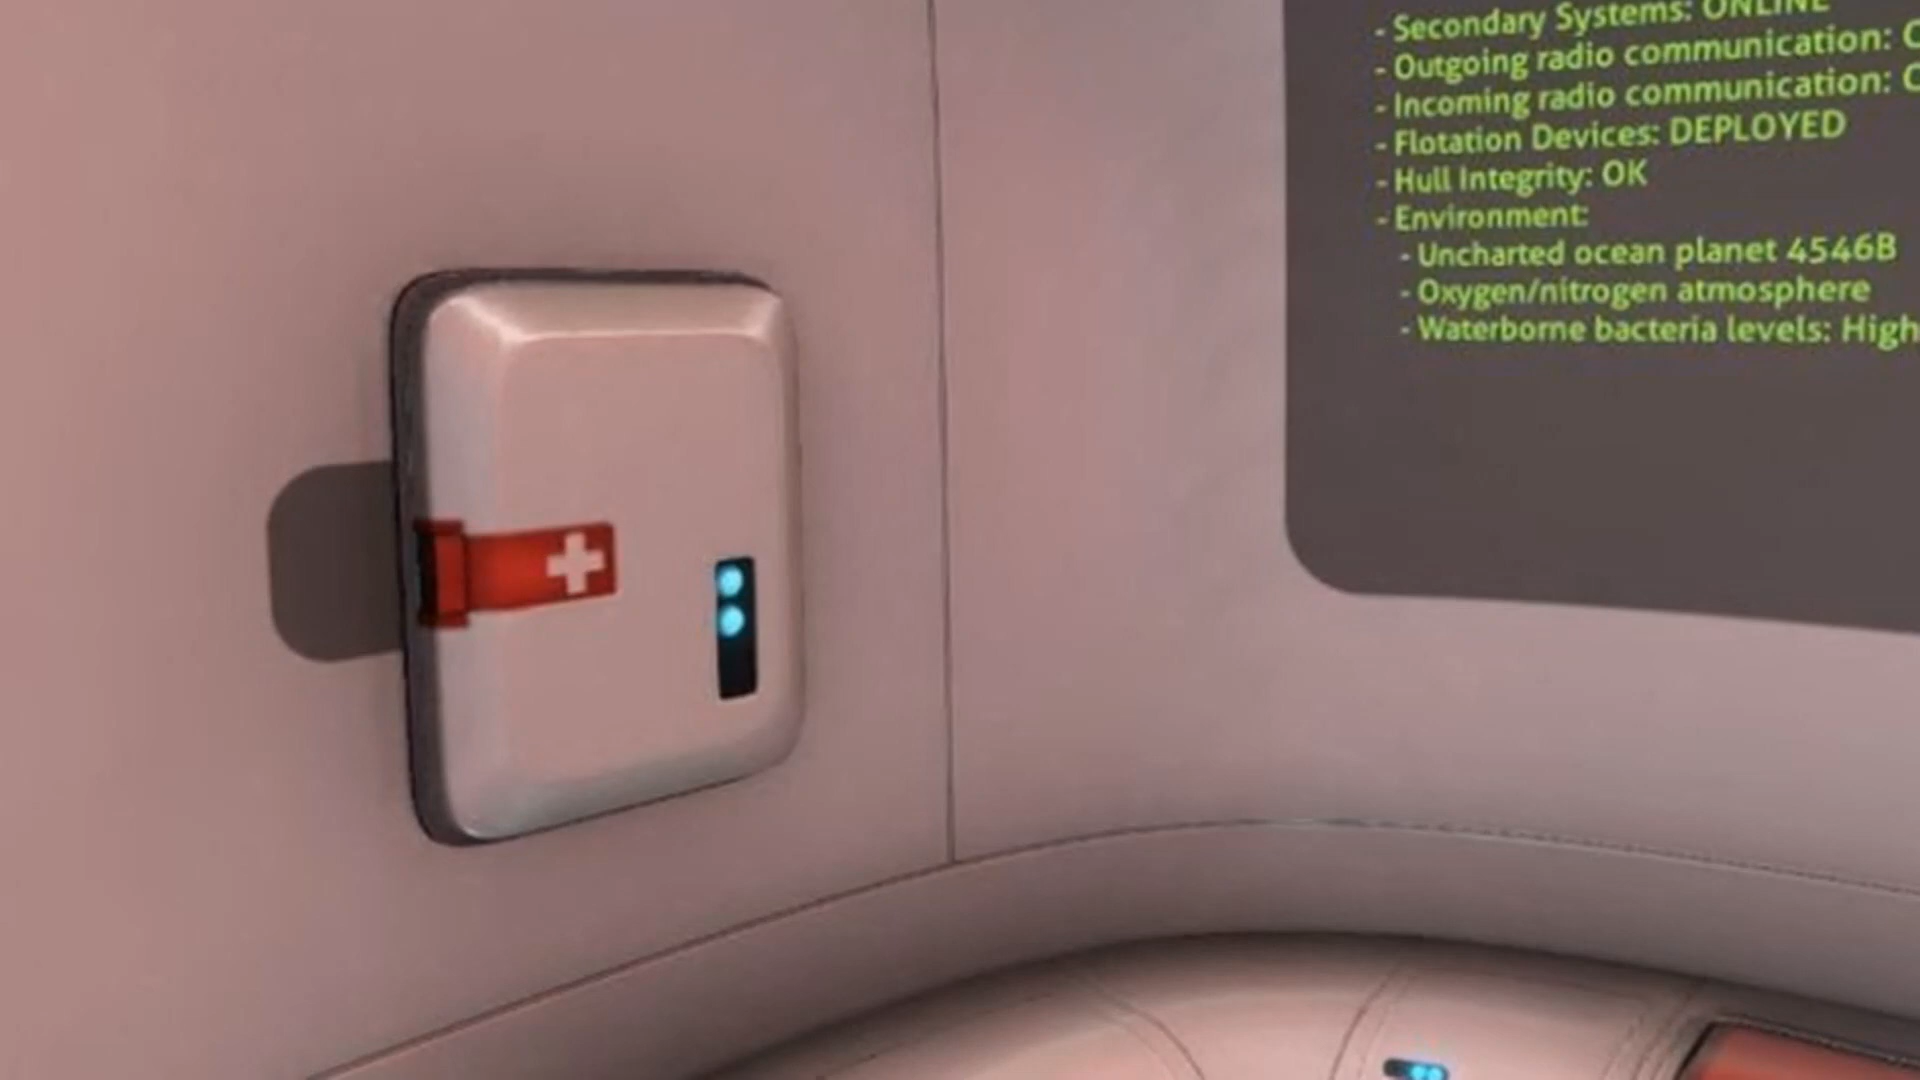 - Secondary Systems: ONLINE
- Outgoing radio communication:
- Incoming radio communication:
- Flotation Devices: DEPLOYED
- Hull Integrity: OK
- Environment:
- Uncharted ocean planet 4546B
- Oxygen/nitrogen atmosphere
- Waterborne bacteria levels: High